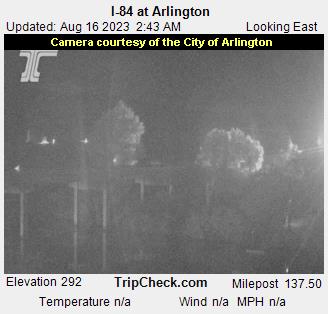 I-84 at Arlington
Updated: Aug 16 2023 2:43 AM Looking East
Camera courtesy of the City of Arlington
Elevation 292 TripCheck.com Milepost 137.50
Temperature n/a Wind n/a MPH n/a